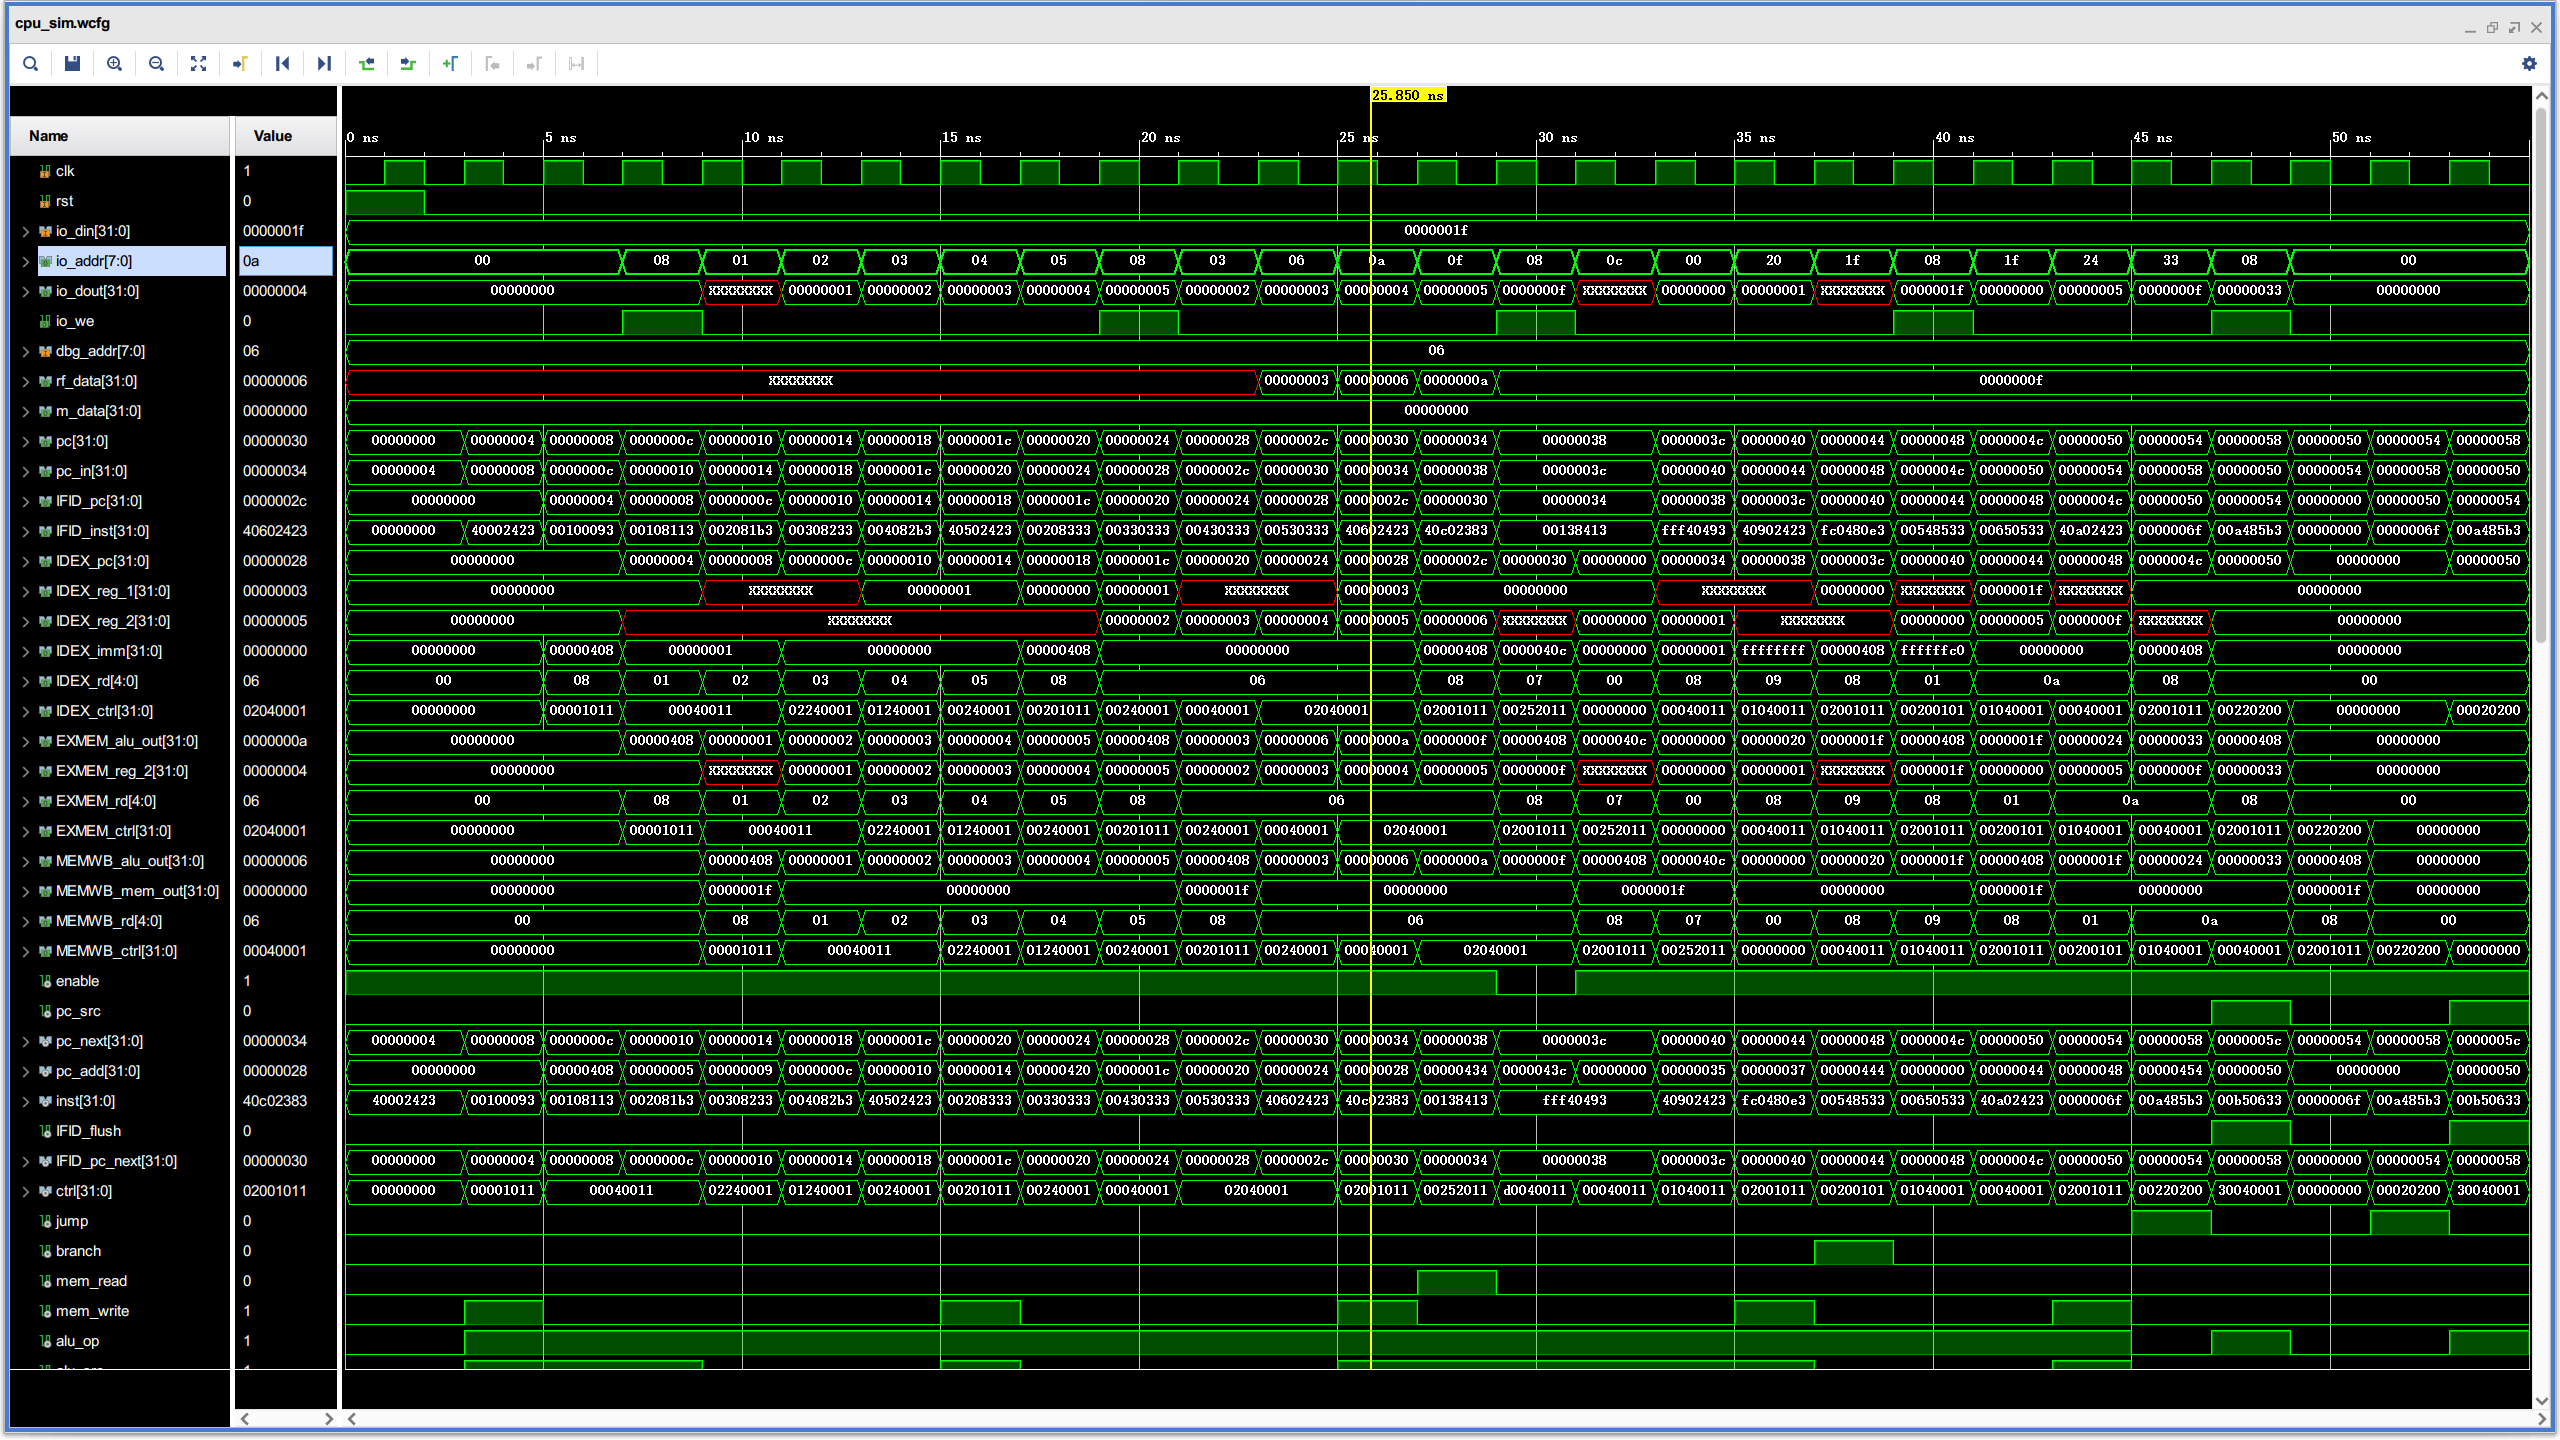 cpu_sim.wcfg
25.850 ns
Name Value 0 ns 5 ns 10 ns 15 ns 20 ns 25 ns 30 ns 35 ns 40 ns 45 ns 50 ns
clk 1
rst 0
io_din[31:0] 0000001f 0000001f
io_addr[7:0] 0a 00 08 01 02 03 04 05 08 03 06 0a 0f 08 0c 00 20 1f 08 1f 24 33 08 00
io_dout[31:0] 00000004 00000000 XXXXXXXX 00000001 00000002 00000003 00000004 00000005 00000002 00000003 00000004 00000005 0000000f XXXXXXXX 00000000 00000001 XXXXXXXX 0000001f 00000000 00000005 0000000f 00000033 00000000
io_we 0
dbg_addr[7:0] 06 06
rf_data[31:0] 00000006 XXXXXXXX 00000003 00000006 0000000a 0000000f
m_data[31:0] 00000000 00000000
pc[31:0] 00000030 00000000 00000004 00000008 0000000c 00000010 00000014 00000018 0000001c 00000020 00000024 00000028 0000002c 00000030 00000034 00000038 0000003c 00000040 00000044 00000048 0000004c 00000050 00000054 00000058 00000050 00000054 00000058
pc_in[31:0] 00000034 00000004 00000008 0000000c 00000010 00000014 00000018 0000001c 00000020 00000024 00000028 0000002c 00000030 00000034 00000038 0000003c 00000040 00000044 00000048 0000004c 00000050 00000054 00000058 00000050 00000054 00000058 00000050
IFID_pc[31:0] 0000002c 00000000 00000004 00000008 0000000c 00000010 00000014 00000018 0000001c 00000020 00000024 00000028 0000002c 00000030 00000034 00000038 0000003c 00000040 00000044 00000048 0000004c 00000050 00000054 00000000 00000050 00000054
IFID_inst[31:0] 40602423 00000000 40002423 00100093 00108113 002081b3 00308233 004082b3 40502423 00208333 00330333 00430333 00530333 40602423 40c02383 00138413 fff40493 40902423 fc0480e3 00548533 00650533 40a02423 0000006f 00a485b3 00000000 0000006f 00a485b3
IDEX_pc[31:0] 00000028 00000000 00000004 00000008 0000000c 00000010 00000014 00000018 0000001c 00000020 00000024 00000028 0000002c 00000030 00000000 00000034 00000038 0000003c 00000040 00000044 00000048 0000004c 00000050 00000000 00000050
IDEX_reg_1[31:0] 00000003 00000000 XXXXXXXX 00000001 00000000 00000001 XXXXXXXX 00000003 00000000 XXXXXXXX 00000000 XXXXXXXX 0000001f XXXXXXXX 00000000
IDEX_reg_2[31:0] 00000005 00000000 XXXXXXXX 00000002 00000003 00000004 00000005 00000006 XXXXXXXX 00000000 00000001 XXXXXXXX 00000000 00000005 0000000f XXXXXXXX 00000000
IDEX_imm[31:0] 00000000 00000000 00000408 00000001 00000000 00000408 00000000 00000408 0000040c 00000000 00000001 ffffffff 00000408 ffffffc0 00000000 00000408 00000000
IDEX_rd[4:0] 06 00 08 01 02 03 04 05 08 06 08 07 00 08 09 08 01 0a 08 00
IDEX_ctrl[31:0] 02040001 00000000 00001011 00040011 02240001 01240001 00240001 00201011 00240001 00040001 02040001 02001011 00252011 00000000 00040011 01040011 02001011 00200101 01040001 00040001 02001011 00220200 00000000 00020200
EXMEM_alu_out[31:0] 0000000a 00000000 00000408 00000001 00000002 00000003 00000004 00000005 00000408 00000003 00000006 0000000a 0000000f 00000408 0000040c 00000000 00000020 0000001f 00000408 0000001f 00000024 00000033 00000408 00000000
EXMEM_reg_2[31:0] 00000004 00000000 XXXXXXXX 00000001 00000002 00000003 00000004 00000005 00000002 00000003 00000004 00000005 0000000f XXXXXXXX 00000000 00000001 XXXXXXXX 0000001f 00000000 00000005 0000000f 00000033 00000000
EXMEM_rd[4:0] 06 00 08 01 02 03 04 05 08 06 08 07 00 08 09 08 01 0a 08 00
EXMEM_ctrl[31:0] 02040001 00000000 00001011 00040011 02240001 01240001 00240001 00201011 00240001 00040001 02040001 02001011 00252011 00000000 00040011 01040011 02001011 00200101 01040001 00040001 02001011 00220200 00000000
MEMWB_alu_out[31:0] 00000006 00000000 00000408 00000001 00000002 00000003 00000004 00000005 00000408 00000003 00000006 0000000a 0000000f 00000408 0000040c 00000000 00000020 0000001f 00000408 0000001f 00000024 00000033 00000408 00000000
MEMWB_mem_out[31:0] 00000000 00000000 0000001f 00000000 0000001f 00000000 0000001f 00000000 0000001f 00000000 0000001f 00000000
MEMWB_rd[4:0] 06 00 08 01 02 03 04 05 08 06 08 07 00 08 09 08 01 0a 08 00
MEMWB_ctrl[31:0] 00040001 00000000 00001011 00040011 02240001 01240001 00240001 00201011 00240001 00040001 02040001 02001011 00252011 00000000 00040011 01040011 02001011 00200101 01040001 00040001 02001011 00220200 00000000
enable 1
pc_src 0
pc_next[31:0] 00000034 00000004 00000008 0000000c 00000010 00000014 00000018 0000001c 00000020 00000024 00000028 0000002c 00000030 00000034 00000038 0000003c 00000040 00000044 00000048 0000004c 00000050 00000054 00000058 0000005c 00000054 00000058 0000005c
pc_add[31:0] 00000028 00000000 00000408 00000005 00000009 0000000c 00000010 00000014 00000420 0000001c 00000020 00000024 00000028 00000434 0000043c 00000000 00000035 00000037 00000444 00000000 00000044 00000048 00000454 00000050 00000000 00000050
inst[31:0] 40c02383 40002423 00100093 00108113 002081b3 00308233 004082b3 40502423 00208333 00330333 00430333 00530333 40602423 40c02383 00138413 fff40493 40902423 fc0480e3 00548533 00650533 40a02423 0000006f 00a485b3 00b50633 0000006f 00a485b3 00b50633
IFID_flush 0
IFID_pc_next[31:0] 00000030 00000000 00000004 00000008 0000000c 00000010 00000014 00000018 0000001c 00000020 00000024 00000028 0000002c 00000030 00000034 00000038 0000003c 00000040 00000044 00000048 0000004c 00000050 00000054 00000058 00000000 00000054 00000058
ctrl[31:0] 02001011 00000000 00001011 00040011 02240001 01240001 00240001 00201011 00240001 00040001 02040001 02001011 00252011 d0040011 00040011 01040011 02001011 00200101 01040001 00040001 02001011 00220200 30040001 00000000 00020200 30040001
jump 0
branch 0
mem_read 0
mem_write 1
alu_op 1